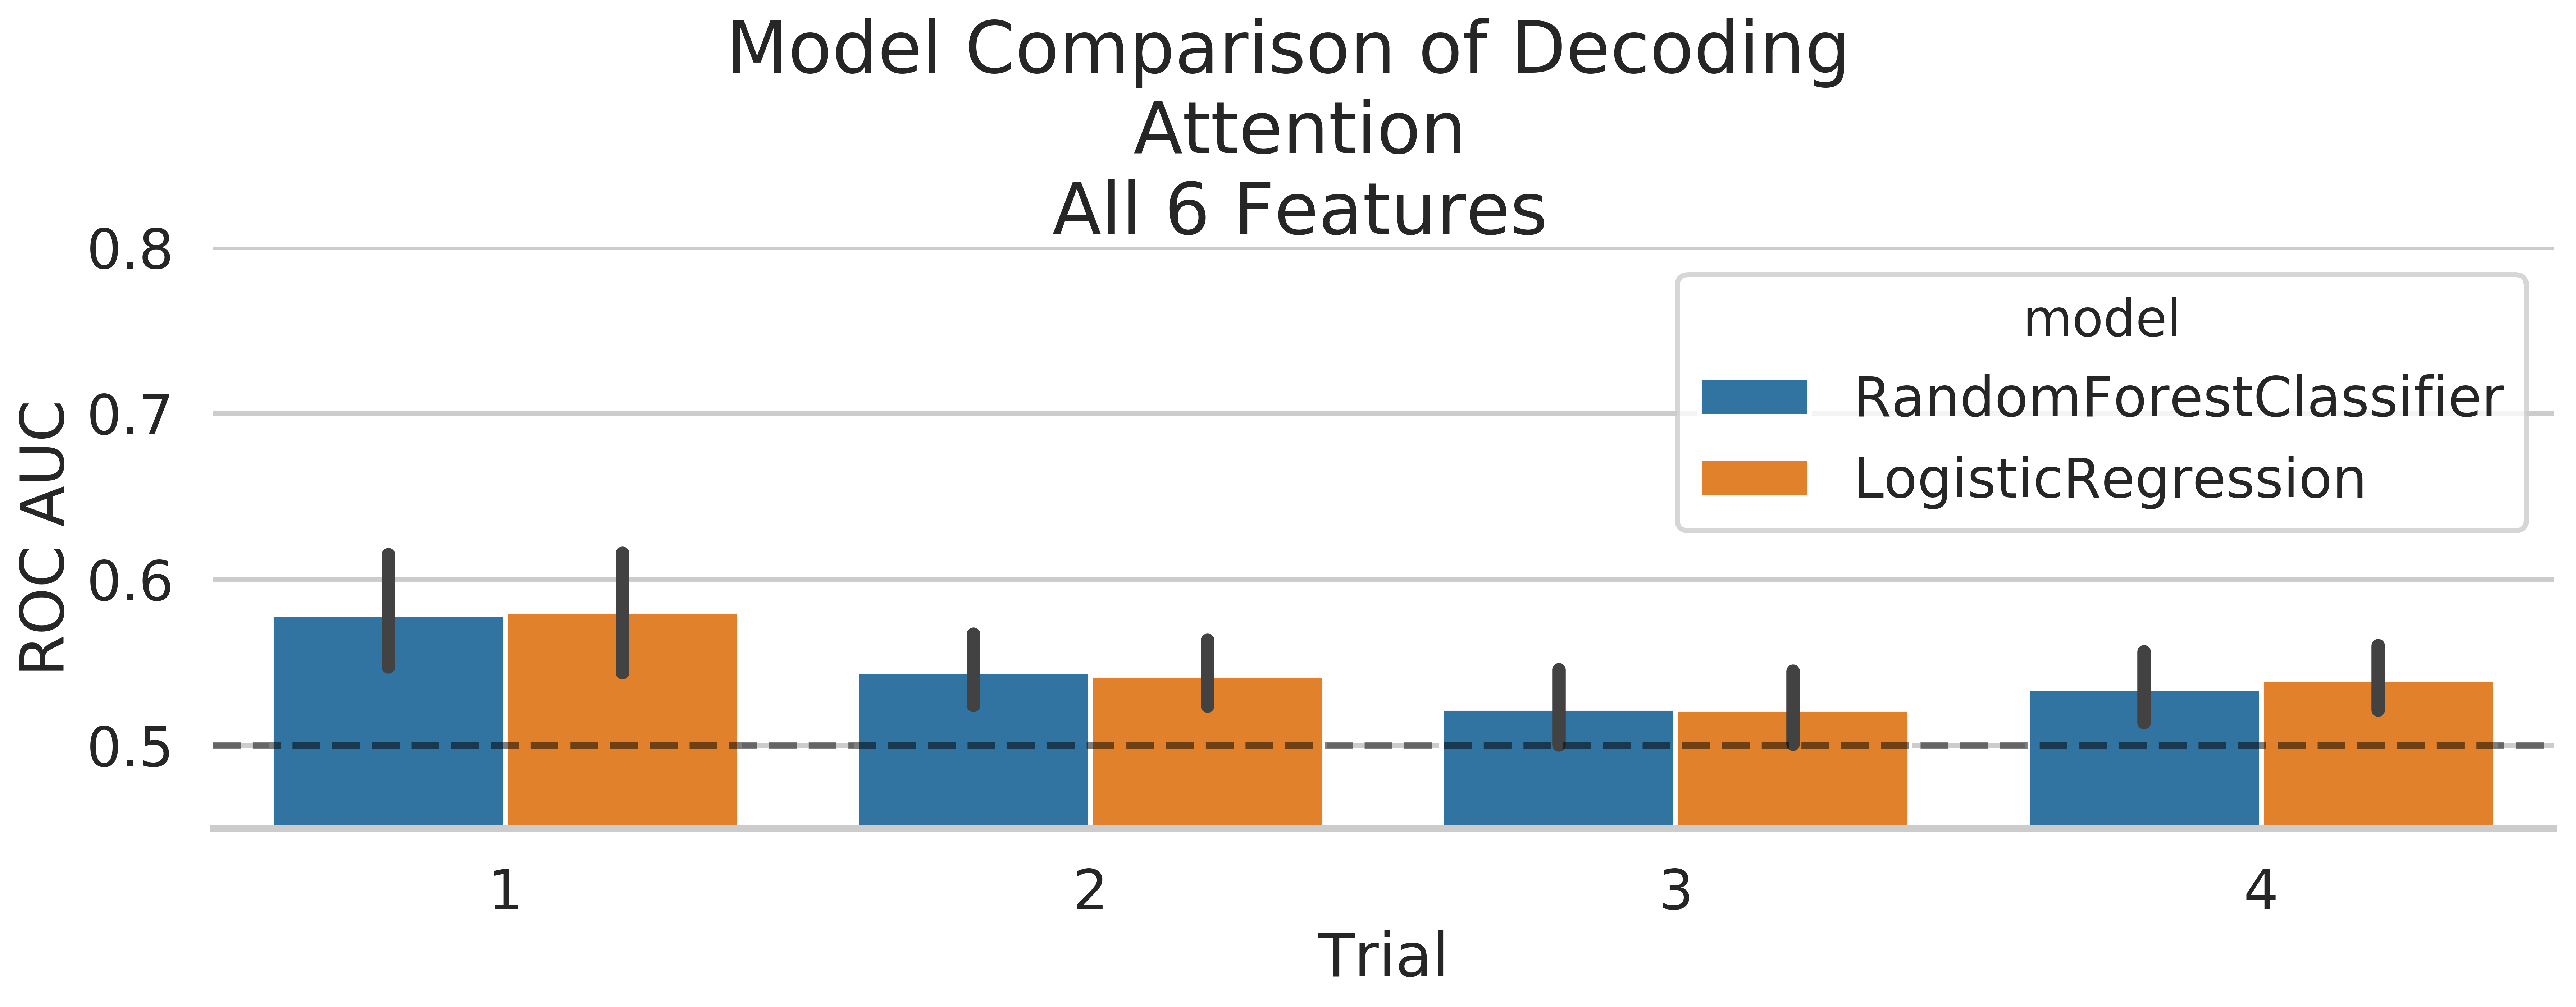 Model Comparison of Decoding
Attention
All 6 Features
0.8
0.7
0.6
0.5
ROC AUC
model
RandomForestClassifier
LogisticRegression
1
2
3
4
Trial